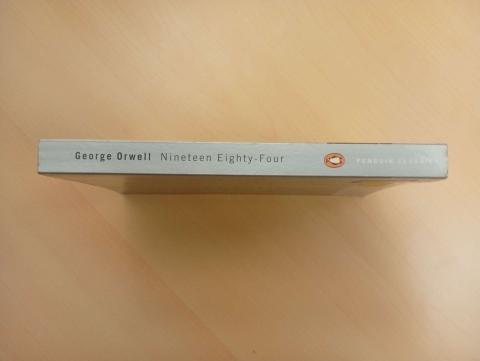 George Orwell Nineteen Eighty-Four PENGUIN CLASSICS